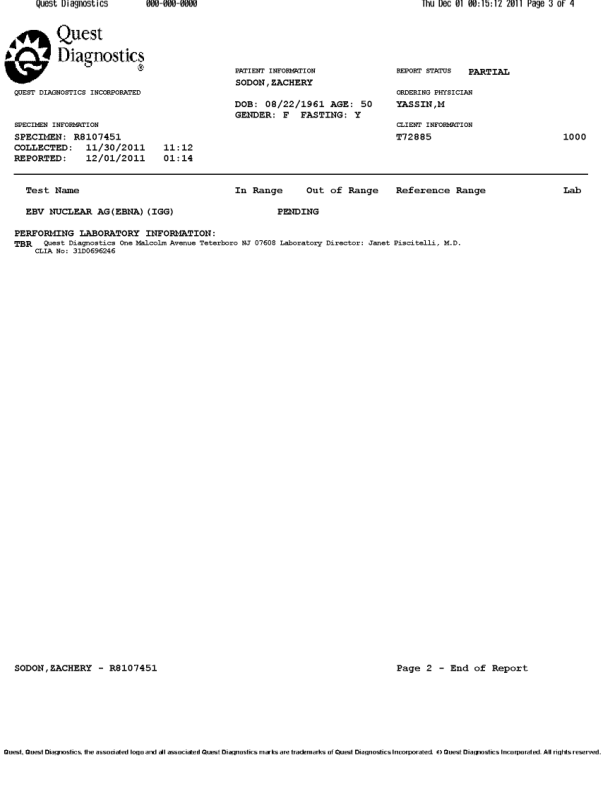 Quest Diagnostics 000-000-0000 Thu Dec 01 00:15:12 2011 Page 3 of 4
Quest
Diagnostics
®
QUEST DIAGNOSTICS INCORPORATED
PATIENT INFORMATION
SODON,ZACHERY
DOB: 08/22/1961 AGE: 50
GENDER: F FASTING: Y
REPORT STATUS PARTIAL
ORDERING PHYSICIAN
YASSIN,M
CLIENT INFORMATION
T72885 1000
SPECIMEN INFORMATION
SPECIMEN: R8107451
COLLECTED: 11/30/2011 11:12
REPORTED: 12/01/2011 01:14
Test Name In Range Out of Range Reference Range Lab
EBV NUCLEAR AG(EBNA)(IGG) PENDING
PERFORMING LABORATORY INFORMATION:
TBR Quest Diagnostics One Malcolm Avenue Teterboro NJ 07608 Laboratory Director: Janet Piscitelli, M.D.
CLIA No: 31D0696246
SODON,ZACHERY - R8107451 Page 2 - End of Report
Quest, Quest Diagnostics, the associated logo and all associated Quest Diagnostics marks are trademarks of Quest Diagnostics Incorporated. © Quest Diagnostics Incorporated. All rights reserved.